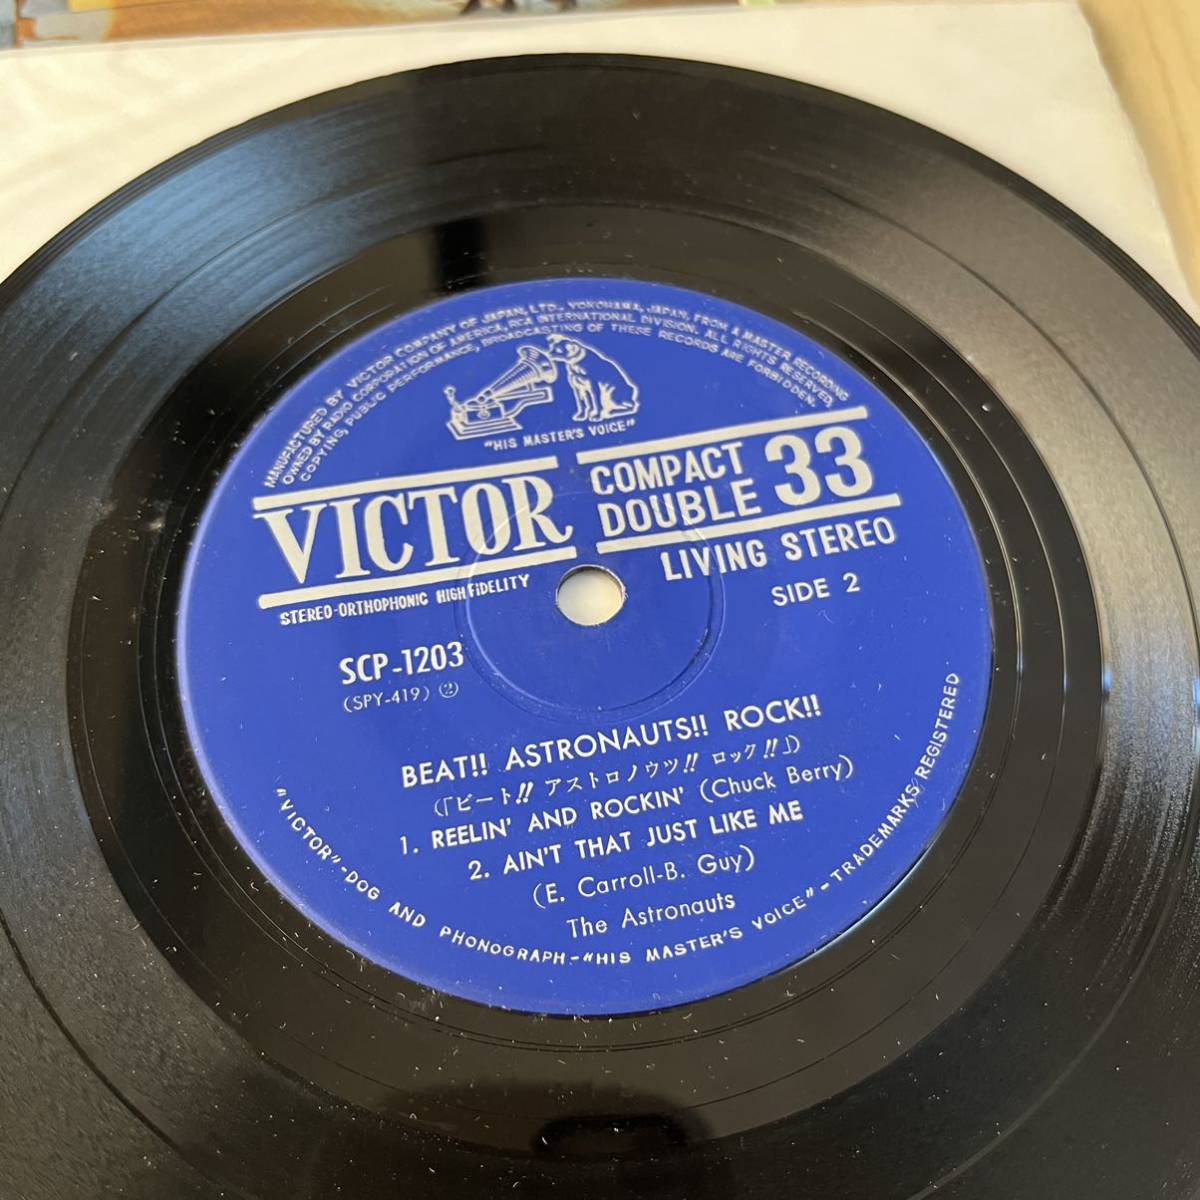 MANUFACTURED BY VICTOR COMPANY OF JAPAN, LTD., YOKOHAMA, JAPAN, FROM A MASTER RECORDING
OWNED BY RADIO CORPORATION OF AMERICA, RCA INTERNATIONAL DIVISION. ALL RIGHTS RESERVED,
COPYING, PUBLIC PERFORMANCE, BROADCASTING OF THESE RECORDS ARE FORBIDDEN.
"HIS MASTER'S VOICE"
VICTOR
COMPACT
DOUBLE 33
STEREO-ORTHOPHONIC HIGH FIDELITY
LIVING STEREO
SIDE 2
SCP-1203
(SPY-419) ②
BEAT!! ASTRONAUTS!! ROCK!!
(「ビート!! アストロノウツ!! ロック!!」)
1. REELIN' AND ROCKIN' (Chuck Berry)
2. AIN'T THAT JUST LIKE ME
(E. Carroll-B. Guy)
The Astronauts
"VICTOR"-DOG AND PHONOGRAPH-"HIS MASTER'S VOICE"-TRADEMARKS REGISTERED